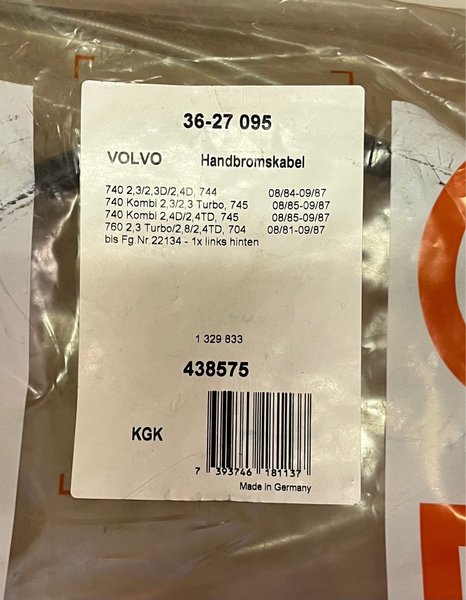 36-27 095
VOLVO Handbromskabel
740 2,3/2,3D/2,4D, 744 08/84-09/87
740 Kombi 2,3/2,3 Turbo, 745 08/85-09/87
740 Kombi 2,4D/2,4TD, 745 08/85-09/87
760 2,3 Turbo/2,8/2,4TD, 704 08/81-09/87
bis Fg.Nr.22134 - 1x links hinten
1 329 833
438575
KGK
7 393746 181137
Made in Germany